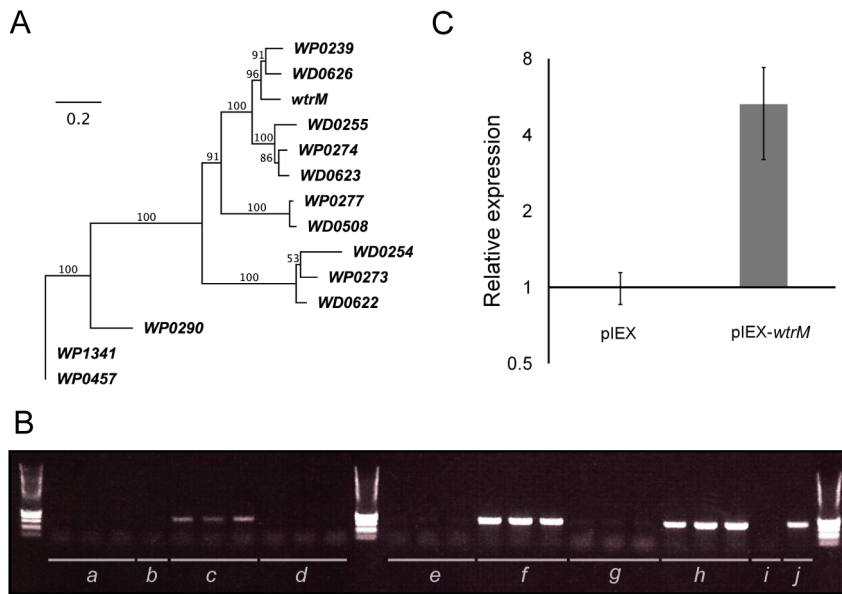 A
0.2
91
WP0239
96
WD0626
100
wtrM
WD0255
100
WP0274
91
86
WD0623
WP0277
100
WD0508
100
WD0254
53
WP0273
100
100
WD0622
WP0290
WP1341
WP0457
C
Relative expression
8
4
2
1
0.5
pIEX
pIEX-wtrM
B
a b c d e f g h i j